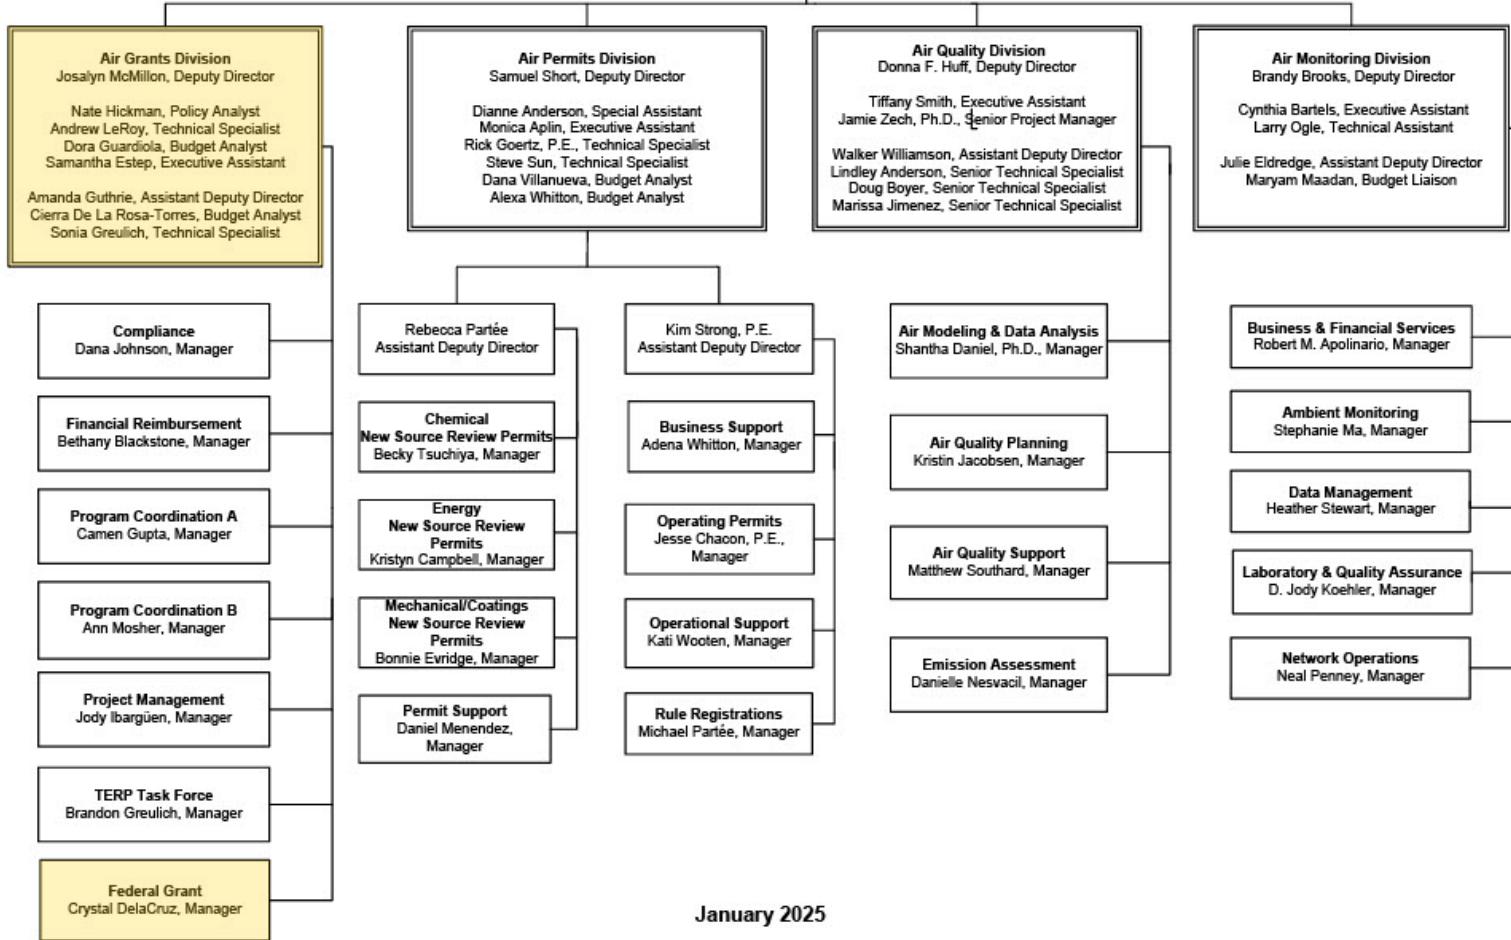 Air Grants Division
Josalyn McMillon, Deputy Director
Nate Hickman, Policy Analyst
Andrew LeRoy, Technical Specialist
Dora Guardiola, Budget Analyst
Samantha Estep, Executive Assistant
Amanda Guthrie, Assistant Deputy Director
Cierra De La Rosa-Torres, Budget Analyst
Sonia Greulich, Technical Specialist
Air Permits Division
Samuel Short, Deputy Director
Dianne Anderson, Special Assistant
Monica Aplin, Executive Assistant
Rick Goertz, P.E., Technical Specialist
Steve Sun, Technical Specialist
Dana Villanueva, Budget Analyst
Alexa Whitton, Budget Analyst
Air Quality Division
Donna F. Huff, Deputy Director
Tiffany Smith, Executive Assistant
Jamie Zech, Ph.D., Senior Project Manager
Walker Williamson, Assistant Deputy Director
Lindley Anderson, Senior Technical Specialist
Doug Boyer, Senior Technical Specialist
Marissa Jimenez, Senior Technical Specialist
Air Monitoring Division
Brandy Brooks, Deputy Director
Cynthia Bartels, Executive Assistant
Larry Ogle, Technical Assistant
Julie Eldredge, Assistant Deputy Director
Maryam Maadan, Budget Liaison
Compliance
Dana Johnson, Manager
Financial Reimbursement
Bethany Blackstone, Manager
Program Coordination A
Camen Gupta, Manager
Program Coordination B
Ann Mosher, Manager
Project Management
Jody Ibargüen, Manager
TERP Task Force
Brandon Greulich, Manager
Federal Grant
Crystal DelaCruz, Manager
Rebecca Partée
Assistant Deputy Director
Chemical
New Source Review Permits
Becky Tsuchiya, Manager
Energy
New Source Review
Permits
Kristyn Campbell, Manager
Mechanical/Coatings
New Source Review
Permits
Bonnie Evridge, Manager
Permit Support
Daniel Menendez,
Manager
Kim Strong, P.E.
Assistant Deputy Director
Business Support
Adena Whitton, Manager
Operating Permits
Jesse Chacon, P.E.,
Manager
Operational Support
Kati Wooten, Manager
Rule Registrations
Michael Partée, Manager
Air Modeling & Data Analysis
Shantha Daniel, Ph.D., Manager
Air Quality Planning
Kristin Jacobsen, Manager
Air Quality Support
Matthew Southard, Manager
Emission Assessment
Danielle Nesvacil, Manager
Business & Financial Services
Robert M. Apolinario, Manager
Ambient Monitoring
Stephanie Ma, Manager
Data Management
Heather Stewart, Manager
Laboratory & Quality Assurance
D. Jody Koehler, Manager
Network Operations
Neal Penney, Manager
January 2025